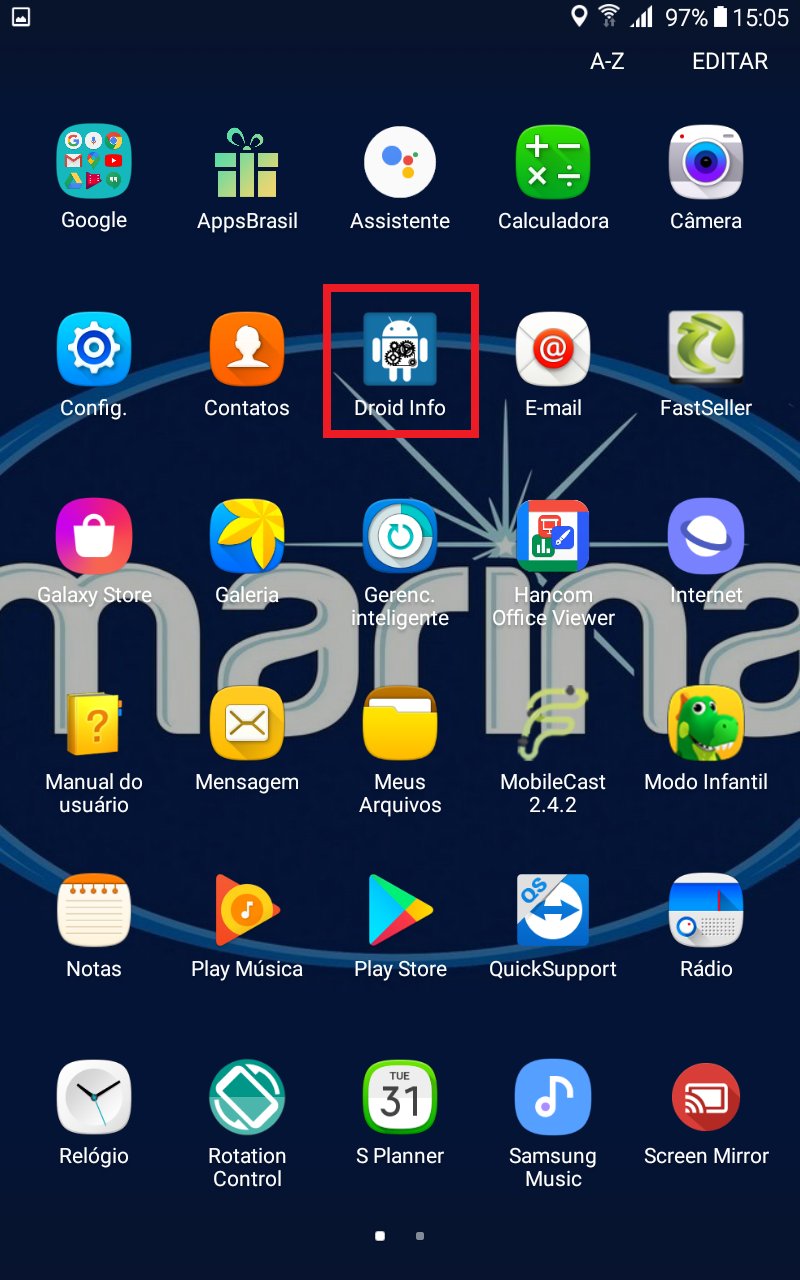 97% 15:05
A-Z EDITAR
Google AppsBrasil Assistente Calculadora Câmera
Config. Contatos Droid Info E-mail FastSeller
Galaxy Store Galeria Gerenc. inteligente Hancom Office Viewer Internet
marina
Manual do usuário Mensagem Meus Arquivos MobileCast 2.4.2 Modo Infantil
QS
Notas Play Música Play Store QuickSupport Rádio
TUE
31
Relógio Rotation Control S Planner Samsung Music Screen Mirror